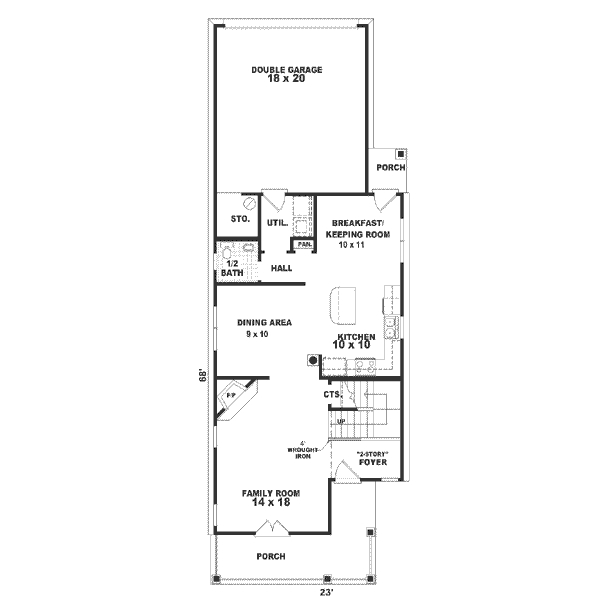 DOUBLE GARAGE
18 x 20
PORCH
STO.
UTIL.
BREAKFAST/
KEEPING ROOM
10 x 11
PAN.
1/2
BATH
HALL
DINING AREA
9 x 10
KITCHEN
10 x 10
68'
F/P
CTS.
UP
4'
WROUGHT
IRON
"2-STORY"
FOYER
FAMILY ROOM
14 x 18
PORCH
23'